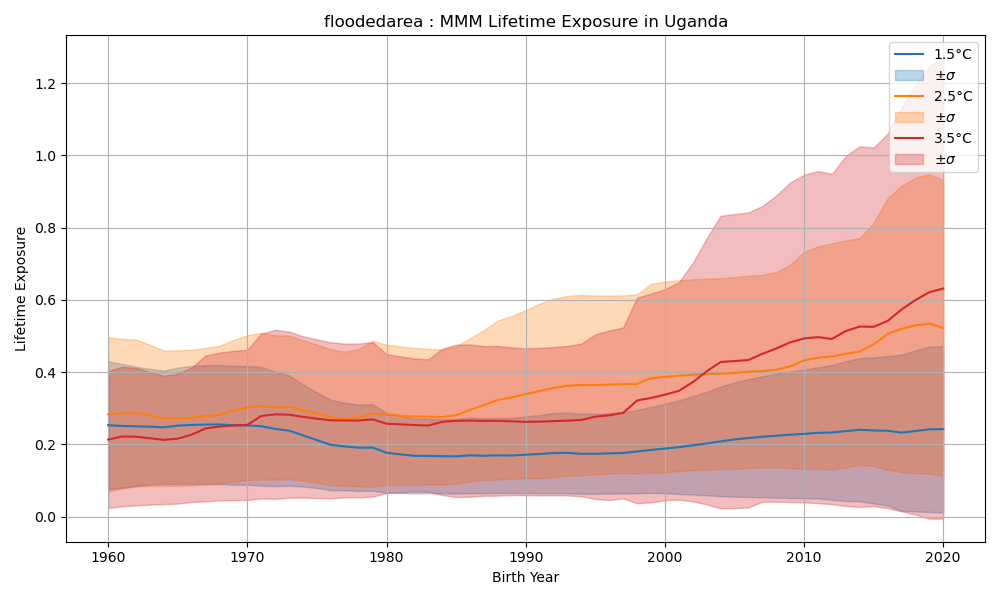 floodedarea : MMM Lifetime Exposure in Uganda
1.5°C
±σ
2.5°C
±σ
3.5°C
±σ
Lifetime Exposure
1.2
1.0
0.8
0.6
0.4
0.2
0.0
1960 1970 1980 1990 2000 2010 2020
Birth Year